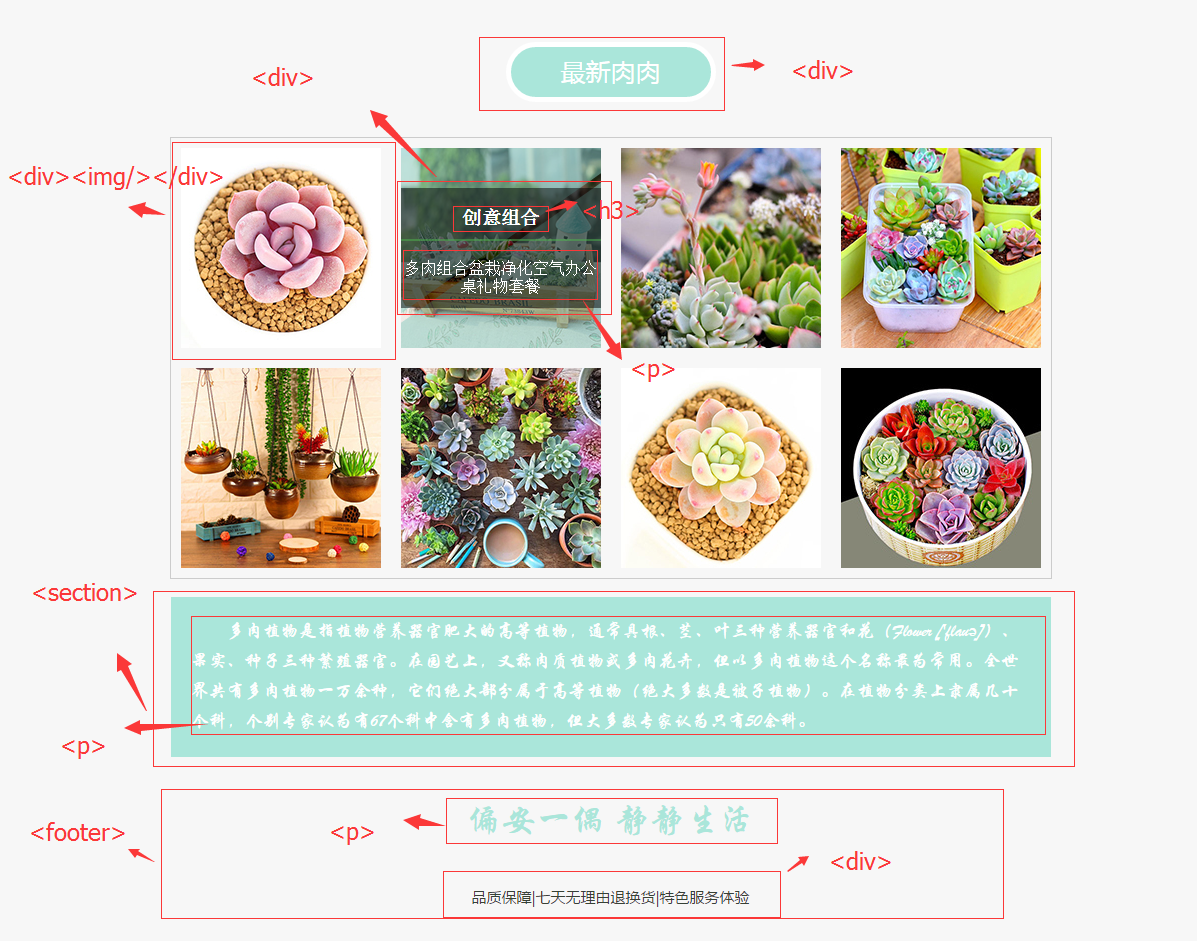 <div>
最新肉肉
<div>
<div><img/></div>
创意组合
<h3>
多肉组合盆栽净化空气办公
桌礼物套餐
<p>
<section>
多肉植物是指植物营养器官肥大的高等植物，通常具根、茎、叶三种营养器官和花（Flower [flauə]）、
果实、种子三种繁殖器官。在园艺上，又称肉质植物或多肉花卉，但以多肉植物这个名称最为常用。全世
界共有多肉植物一万余种，它们绝大部分属于高等植物（绝大多数是被子植物）。在植物分类上隶属几十
个科，个别专家认为有67个科中含有多肉植物，但大多数专家认为只有50余科。
<p>
<footer>
<p>
偏安一偶 静静生活
<div>
品质保障|七天无理由退换货|特色服务体验